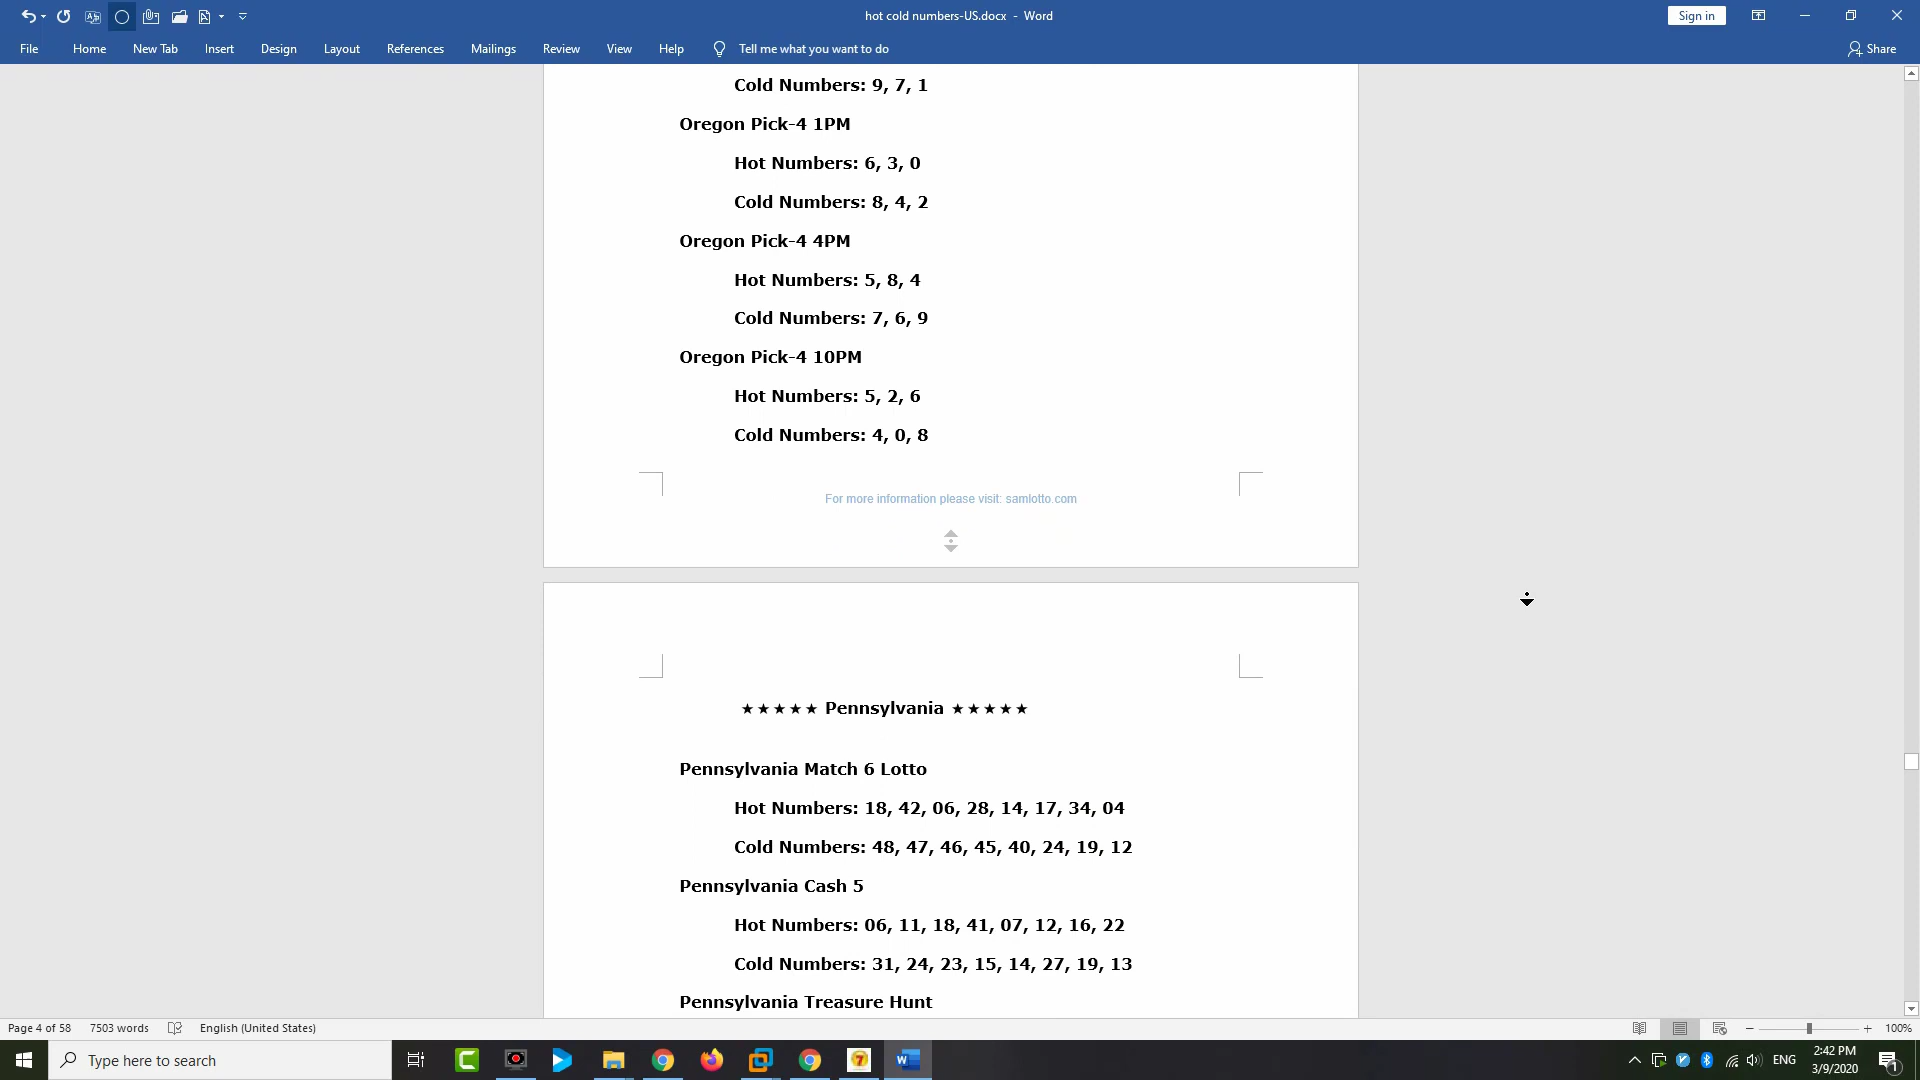 hot cold numbers-US.docx - Word
Sign in
File Home New Tab Insert Design Layout References Mailings Review View Help Tell me what you want to do Share
Cold Numbers: 9, 7, 1
Oregon Pick-4 1PM
Hot Numbers: 6, 3, 0
Cold Numbers: 8, 4, 2
Oregon Pick-4 4PM
Hot Numbers: 5, 8, 4
Cold Numbers: 7, 6, 9
Oregon Pick-4 10PM
Hot Numbers: 5, 2, 6
Cold Numbers: 4, 0, 8
For more information please visit: samlotto.com
★★★★★ Pennsylvania ★★★★★
Pennsylvania Match 6 Lotto
Hot Numbers: 18, 42, 06, 28, 14, 17, 34, 04
Cold Numbers: 48, 47, 46, 45, 40, 24, 19, 12
Pennsylvania Cash 5
Hot Numbers: 06, 11, 18, 41, 07, 12, 16, 22
Cold Numbers: 31, 24, 23, 15, 14, 27, 19, 13
Pennsylvania Treasure Hunt
Page 4 of 58 7503 words English (United States) 100%
Type here to search
ENG
2:42 PM
3/9/2020